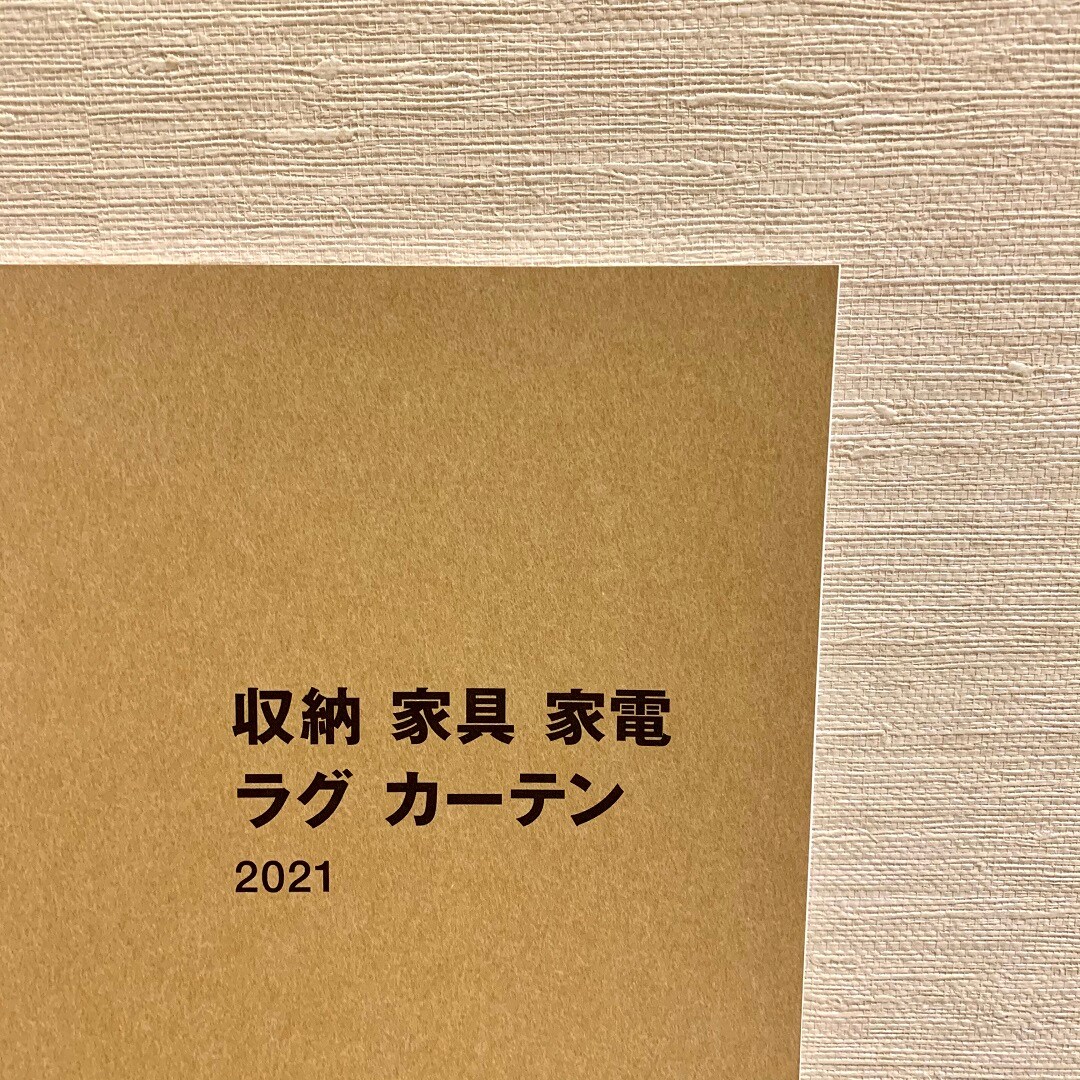 収納 家具 家電
ラグ カーテン
2021